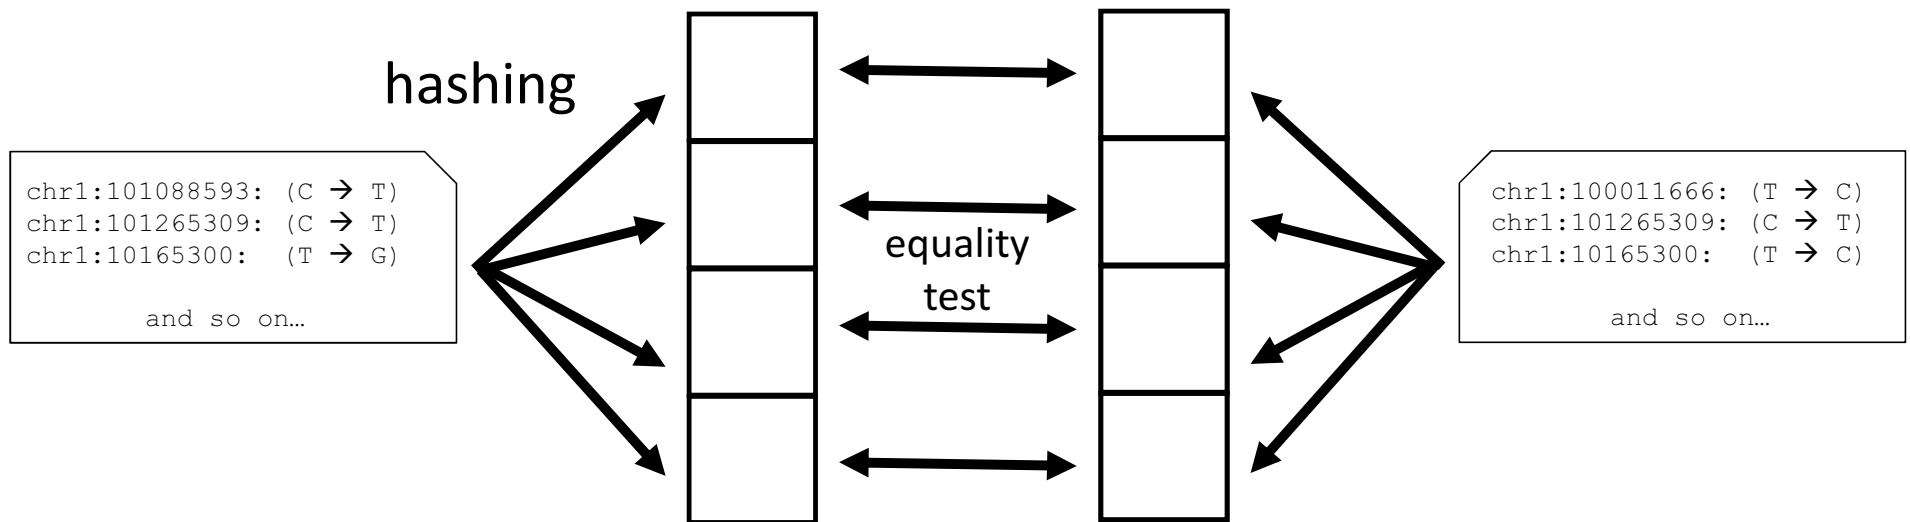 hashing
chr1:101088593: (C → T)
chr1:101265309: (C → T)
chr1:10165300: (T → G)
and so on…
equality
test
chr1:100011666: (T → C)
chr1:101265309: (C → T)
chr1:10165300: (T → C)
and so on…